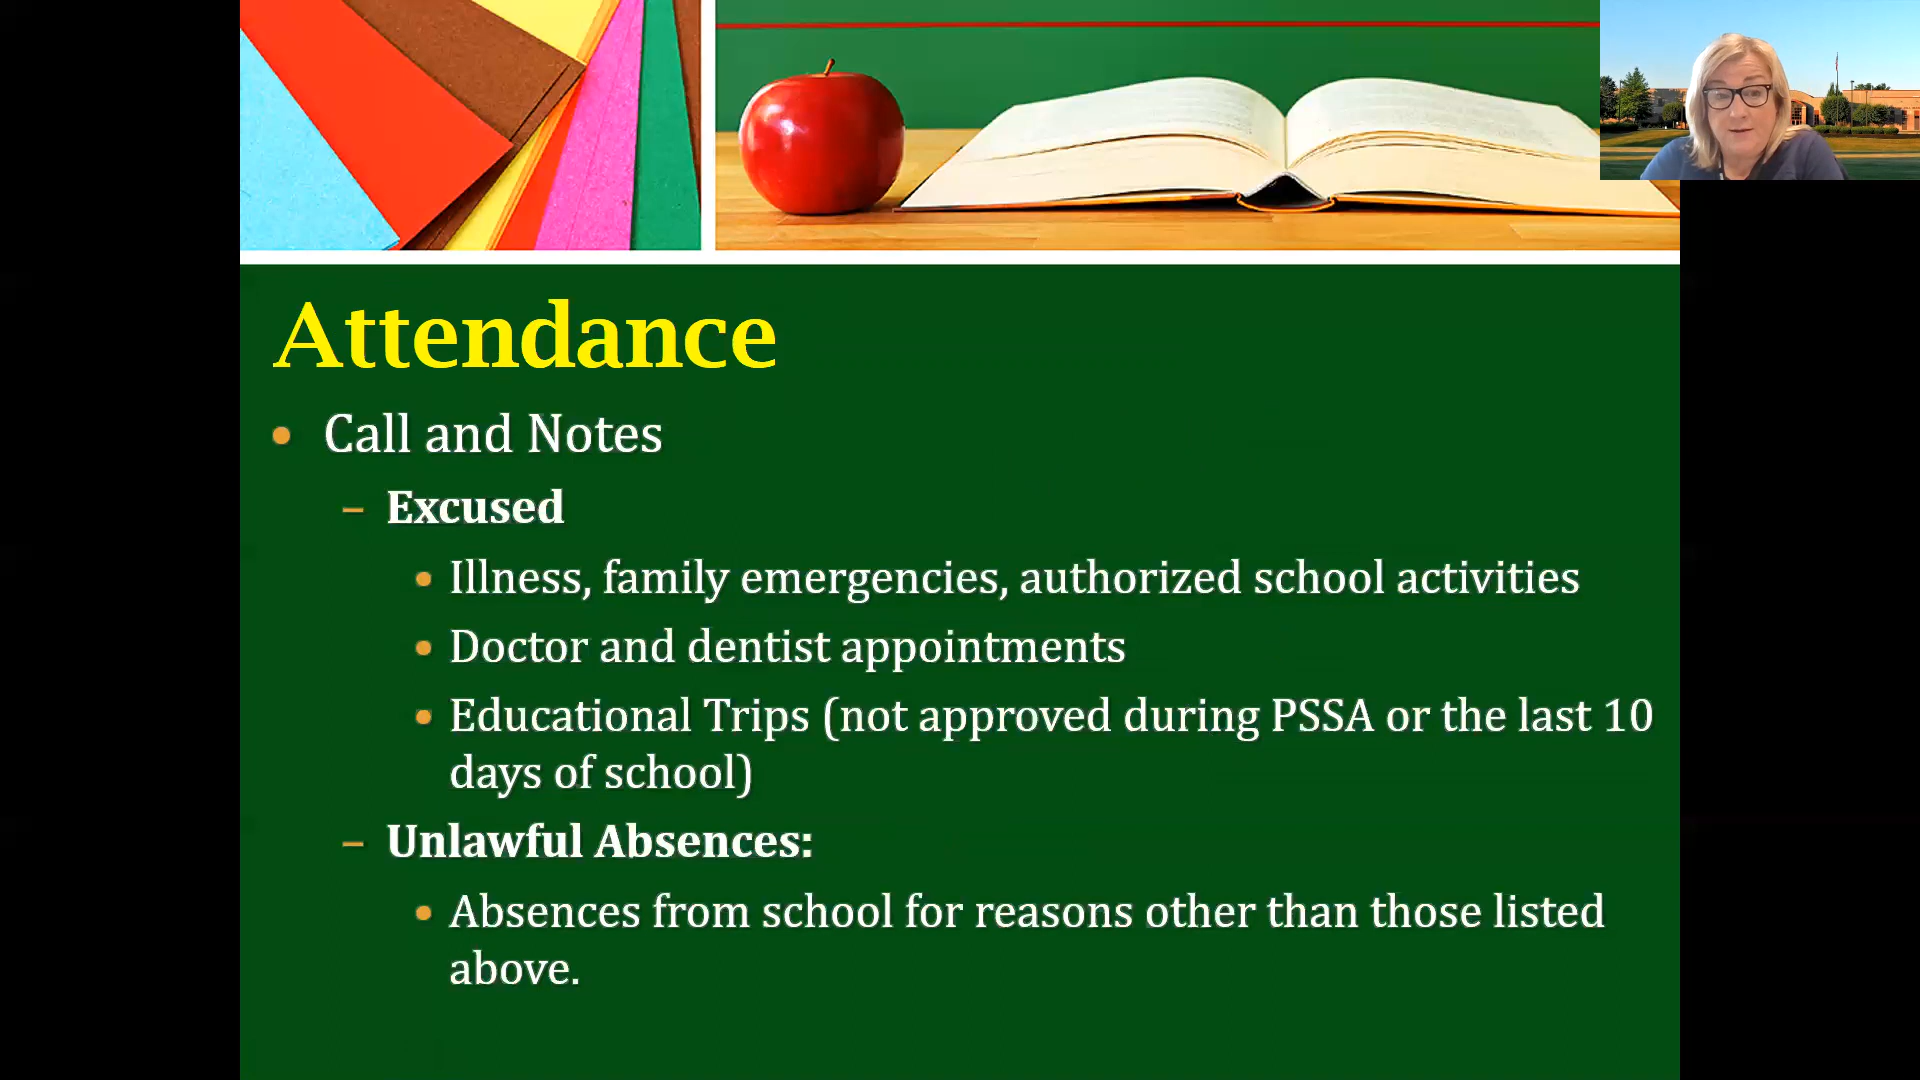 Attendance
• Call and Notes
– Excused
• Illness, family emergencies, authorized school activities
• Doctor and dentist appointments
• Educational Trips (not approved during PSSA or the last 10
days of school)
– Unlawful Absences:
• Absences from school for reasons other than those listed
above.